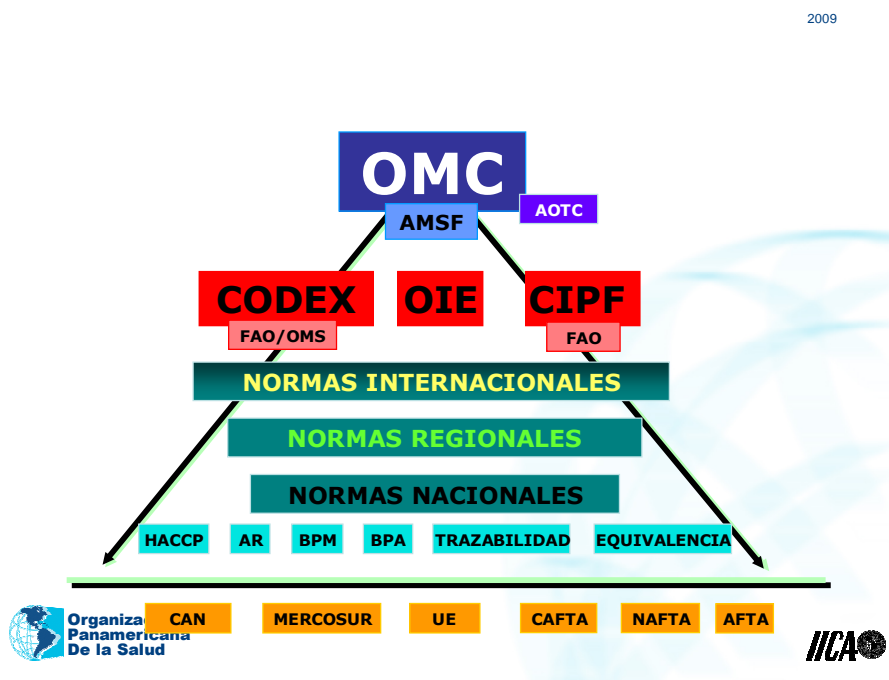 2009
OMC
AOTC
AMSF
CODEX OIE CIPF
FAO/OMS FAO
NORMAS INTERNACIONALES
NORMAS REGIONALES
NORMAS NACIONALES
HACCP AR BPM BPA TRAZABILIDAD EQUIVALENCIA
CAN MERCOSUR UE CAFTA NAFTA AFTA
Organiza
Panamericana
De la Salud
IICA